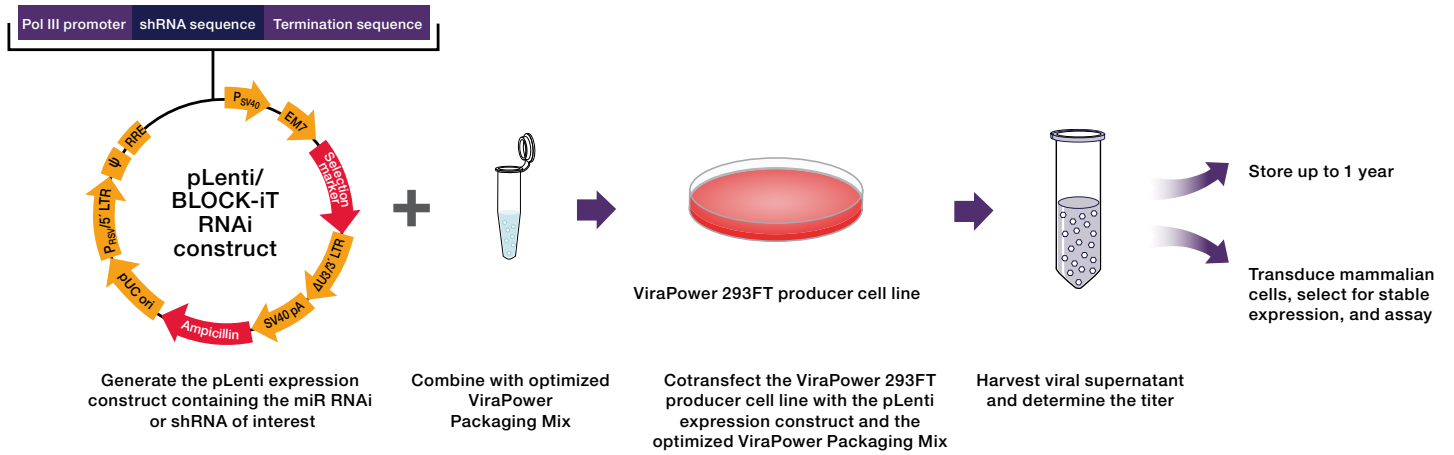 Pol III promoter
shRNA sequence
Termination sequence
P_SV40
EM7
Selection
marker
ΔU3/3´ LTR
SV40 pA
Ampicillin
pUC ori
P_RSV/5´ LTR
ψ
RRE
pLenti/
BLOCK-iT
RNAi
construct
ViraPower 293FT producer cell line
Store up to 1 year
Transduce mammalian
cells, select for stable
expression, and assay
Generate the pLenti expression
construct containing the miR RNAi
or shRNA of interest
Combine with optimized
ViraPower
Packaging Mix
Cotransfect the ViraPower 293FT
producer cell line with the pLenti
expression construct and the
optimized ViraPower Packaging Mix
Harvest viral supernatant
and determine the titer